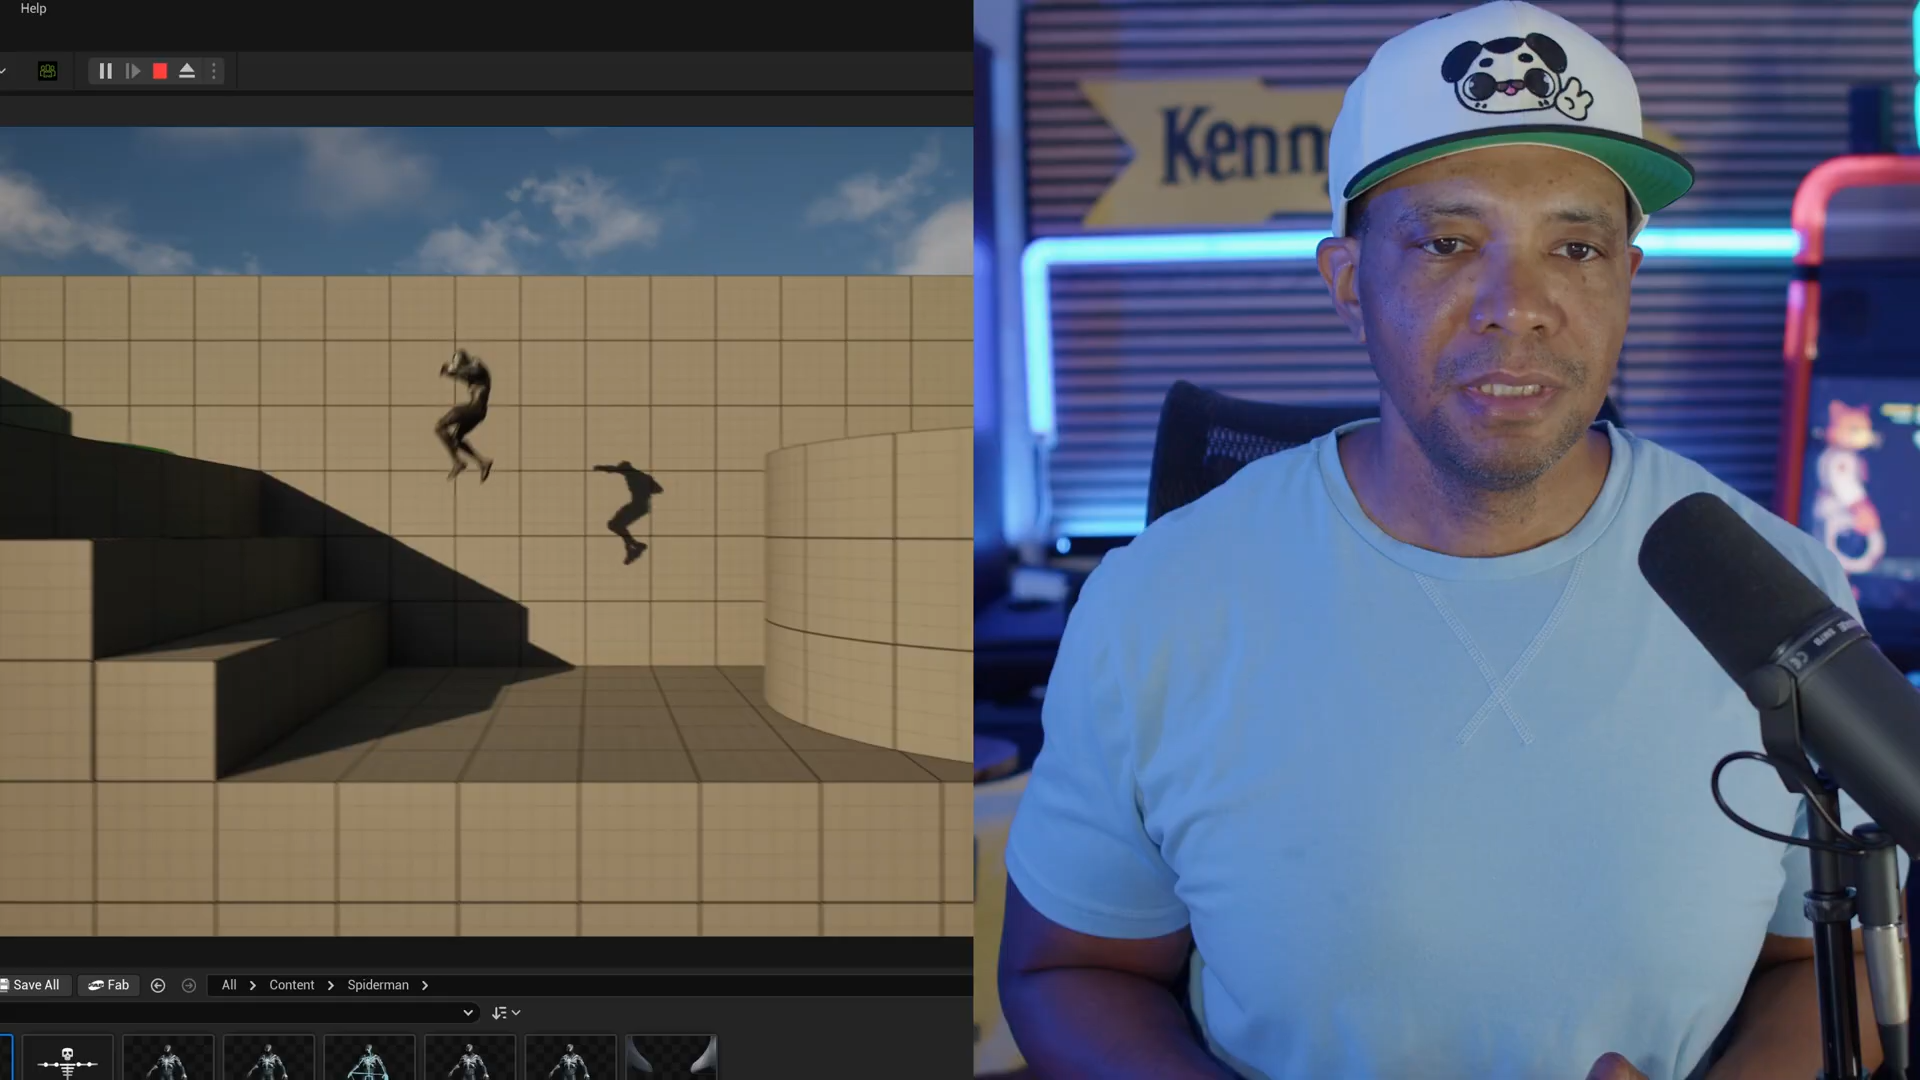 Help
Kenn
Save All
Fab
All
Content
Spiderman